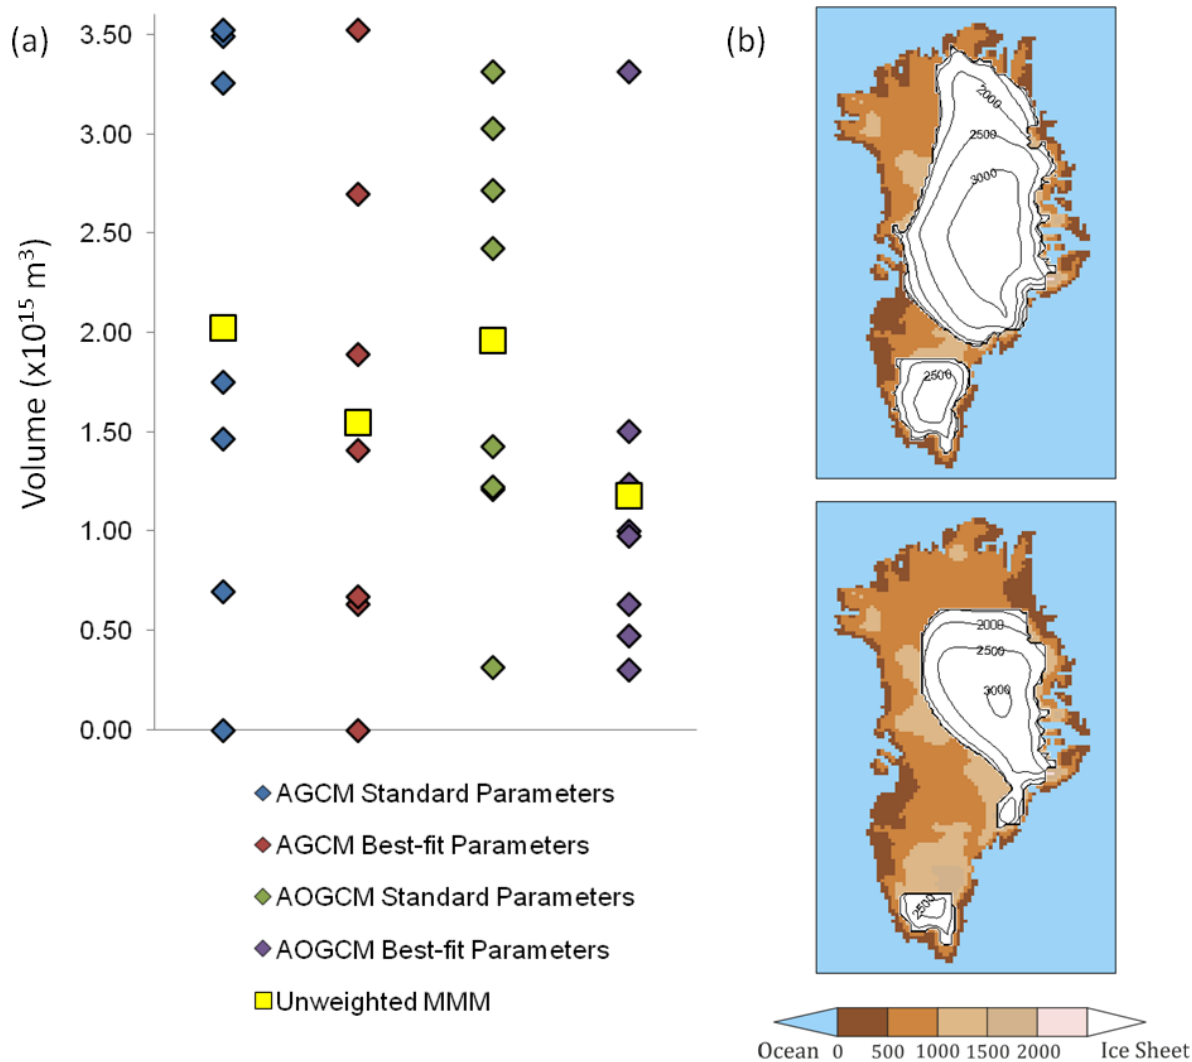 (a)
Volume (x10¹⁵ m³)
3.50
3.00
2.50
2.00
1.50
1.00
0.50
0.00
AGCM Standard Parameters
AGCM Best-fit Parameters
AOGCM Standard Parameters
AOGCM Best-fit Parameters
Unweighted MMM
(b)
2000
2500
3000
2500
2000
2500
3000
2500
Ocean 0 500 1000 1500 2000 Ice Sheet